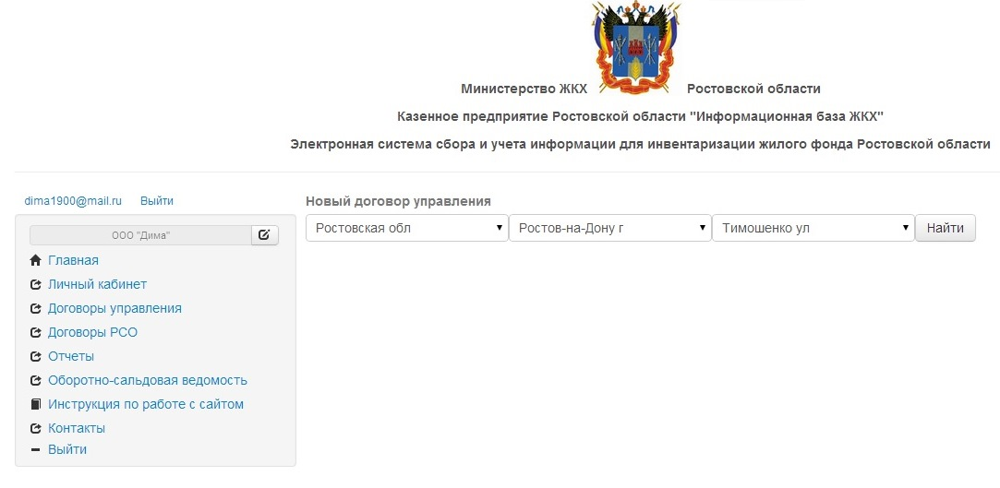 Министерство ЖКХ Ростовской области
Казенное предприятие Ростовской области "Информационная база ЖКХ"
Электронная система сбора и учета информации для инвентаризации жилого фонда Ростовской области
dima1900@mail.ru Выйти
ООО "Дима"
Главная
Личный кабинет
Договоры управления
Договоры РСО
Отчеты
Оборотно-сальдовая ведомость
Инструкция по работе с сайтом
Контакты
Выйти
Новый договор управления
Ростовская обл Ростов-на-Дону г Тимошенко ул Найти